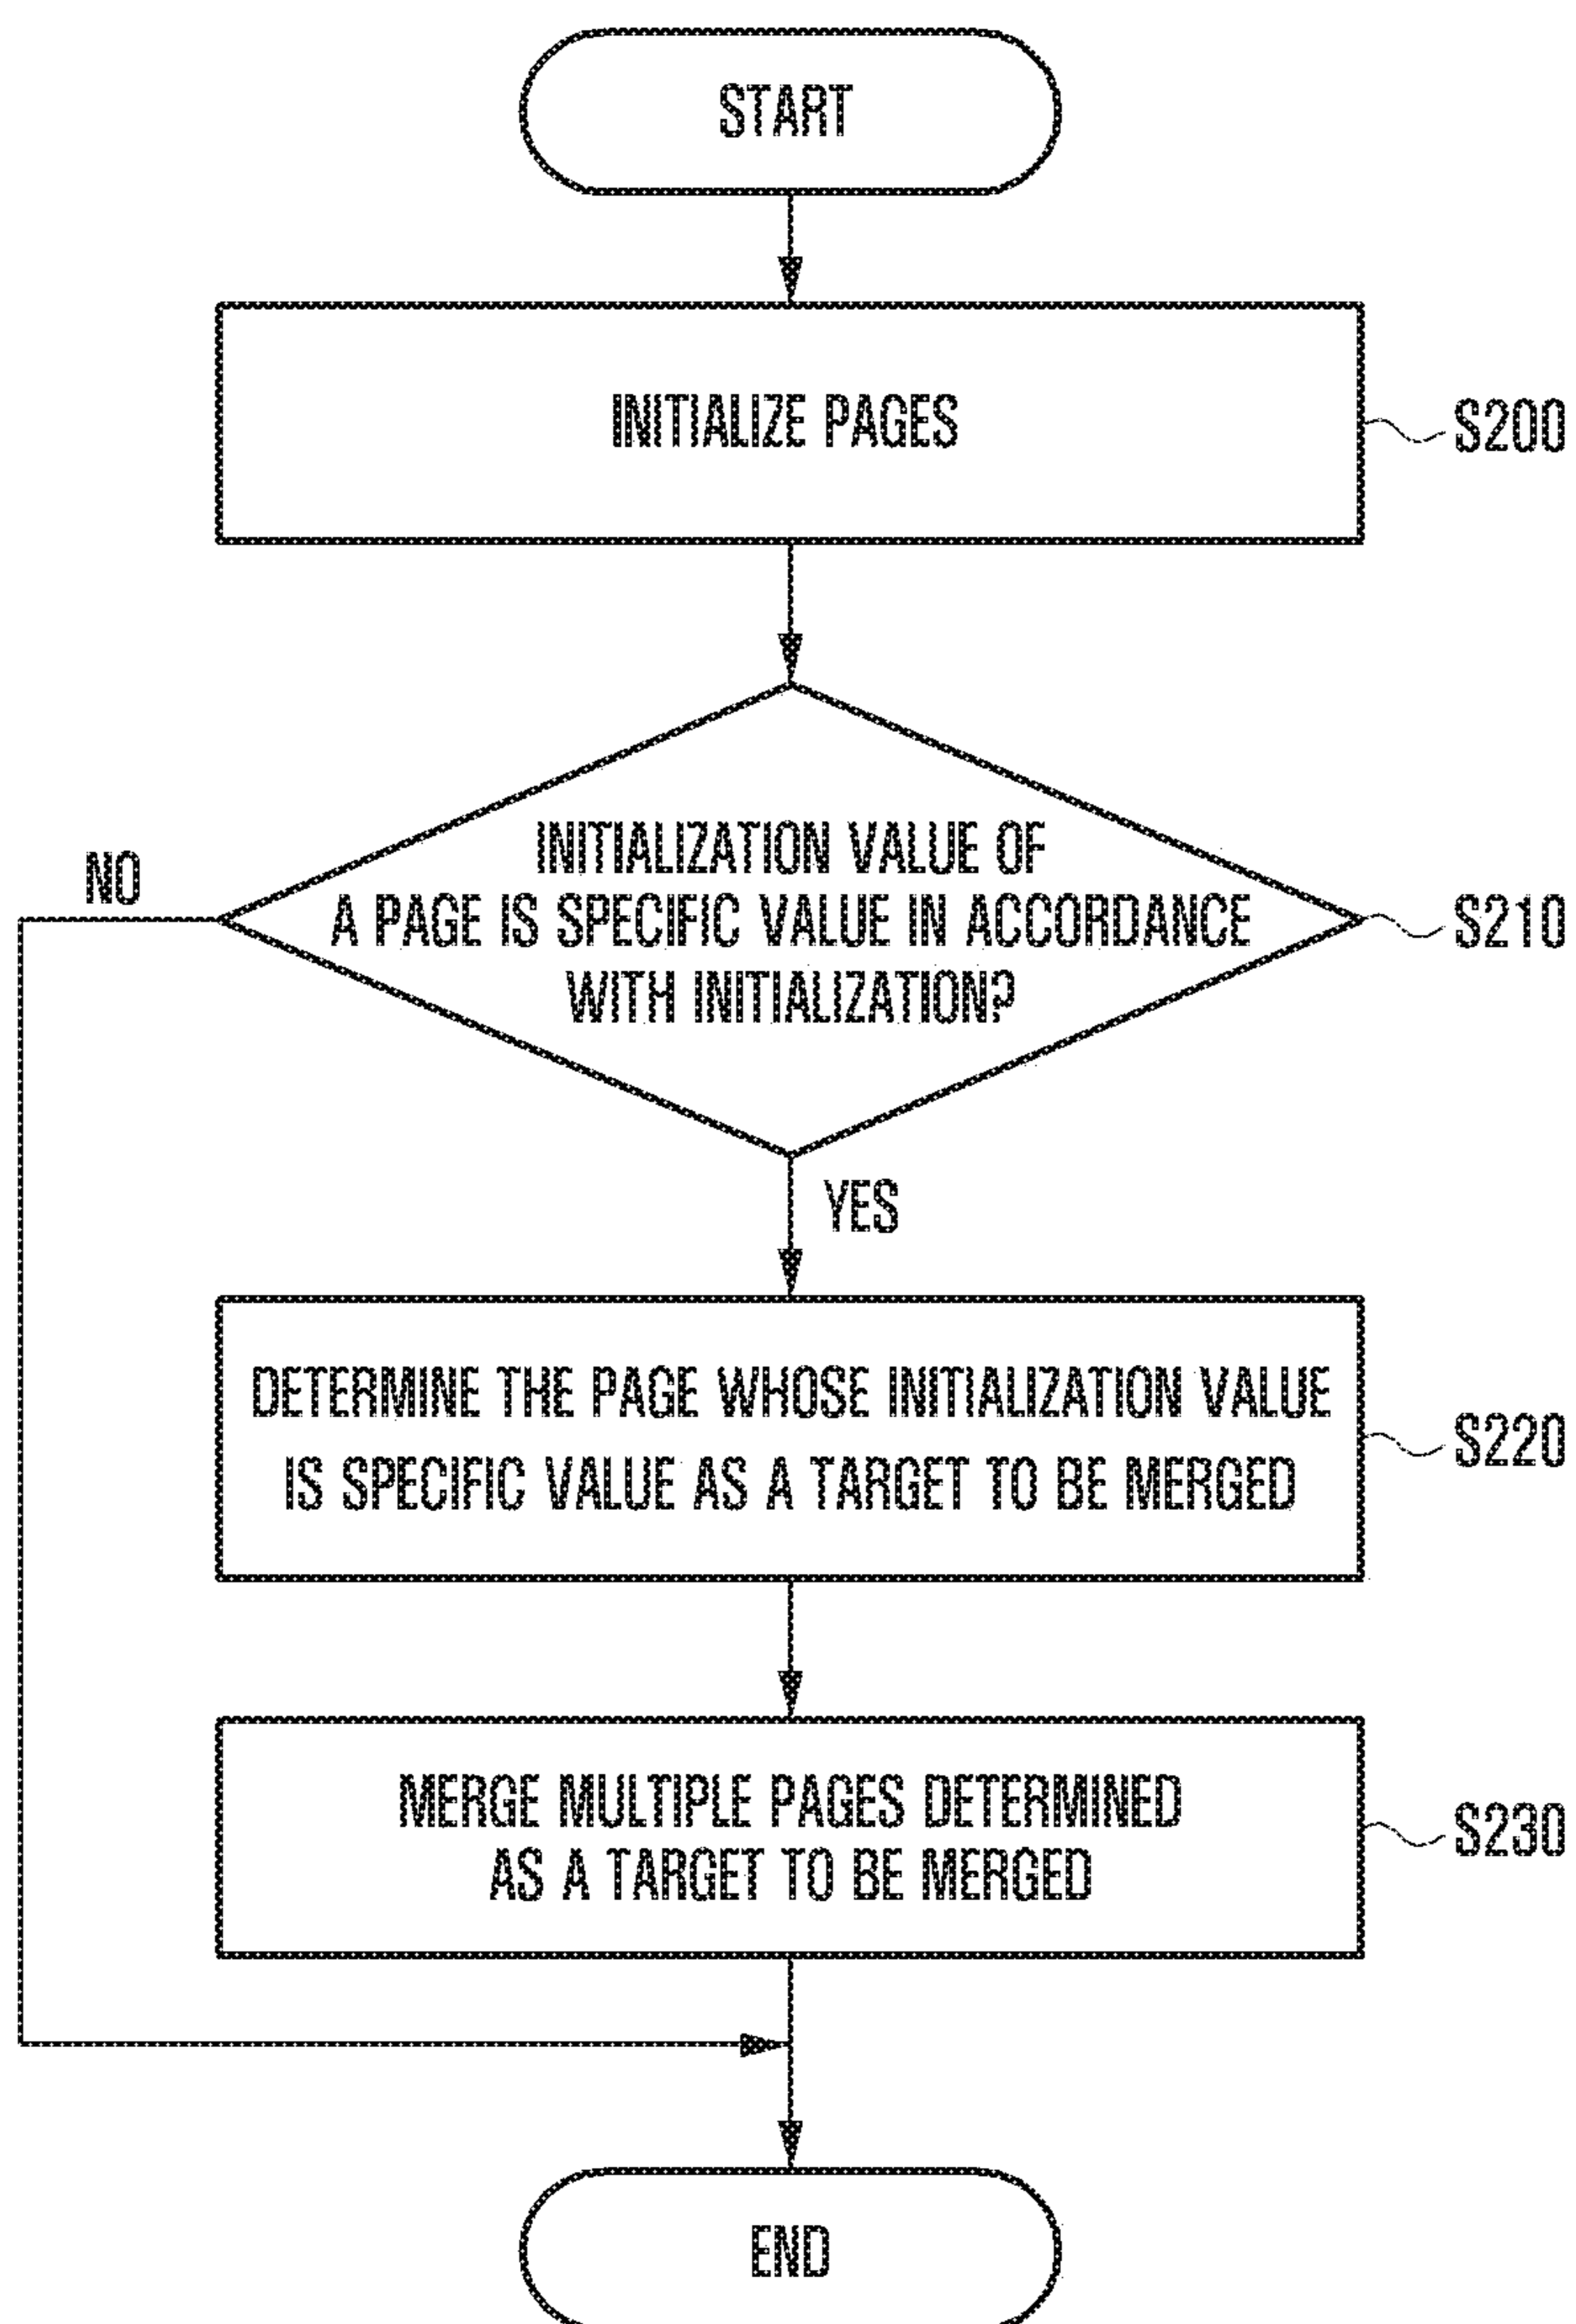 START
INITIALIZE PAGES
S200
INITIALIZATION VALUE OF
A PAGE IS SPECIFIC VALUE IN ACCORDANCE
WITH INITIALIZATION?
S210
NO
YES
DETERMINE THE PAGE WHOSE INITIALIZATION VALUE
IS SPECIFIC VALUE AS A TARGET TO BE MERGED
S220
MERGE MULTIPLE PAGES DETERMINED
AS A TARGET TO BE MERGED
S230
END